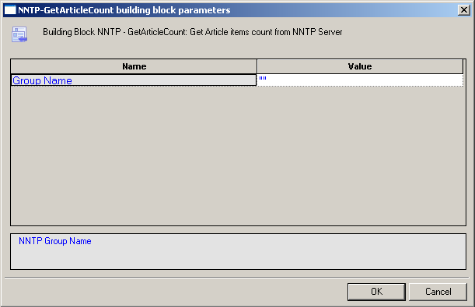 NNTP-GetArticleCount building block parameters
Building Block NNTP - GetArticleCount: Get Article items count from NNTP Server
Name Value
Group Name ""
NNTP Group Name
OK Cancel